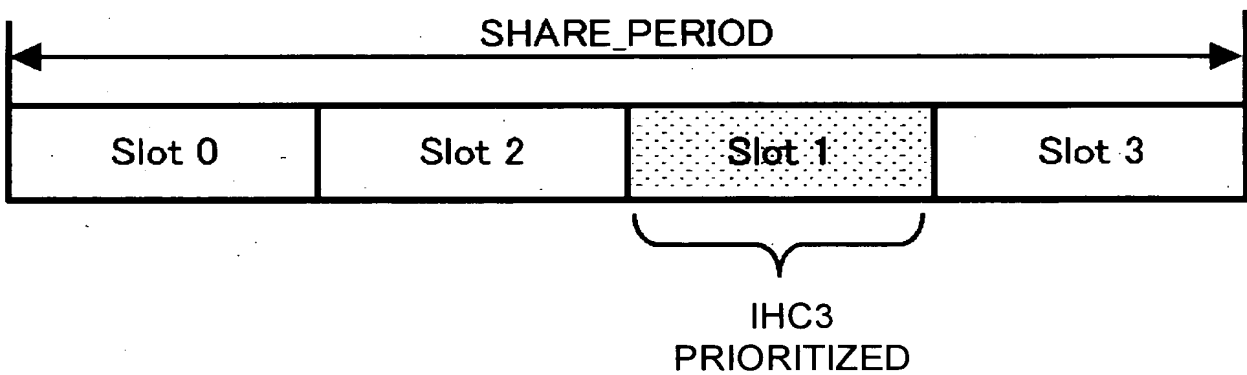 SHARE_PERIOD
Slot 0 Slot 2 Slot 1 Slot 3
IHC3
PRIORITIZED